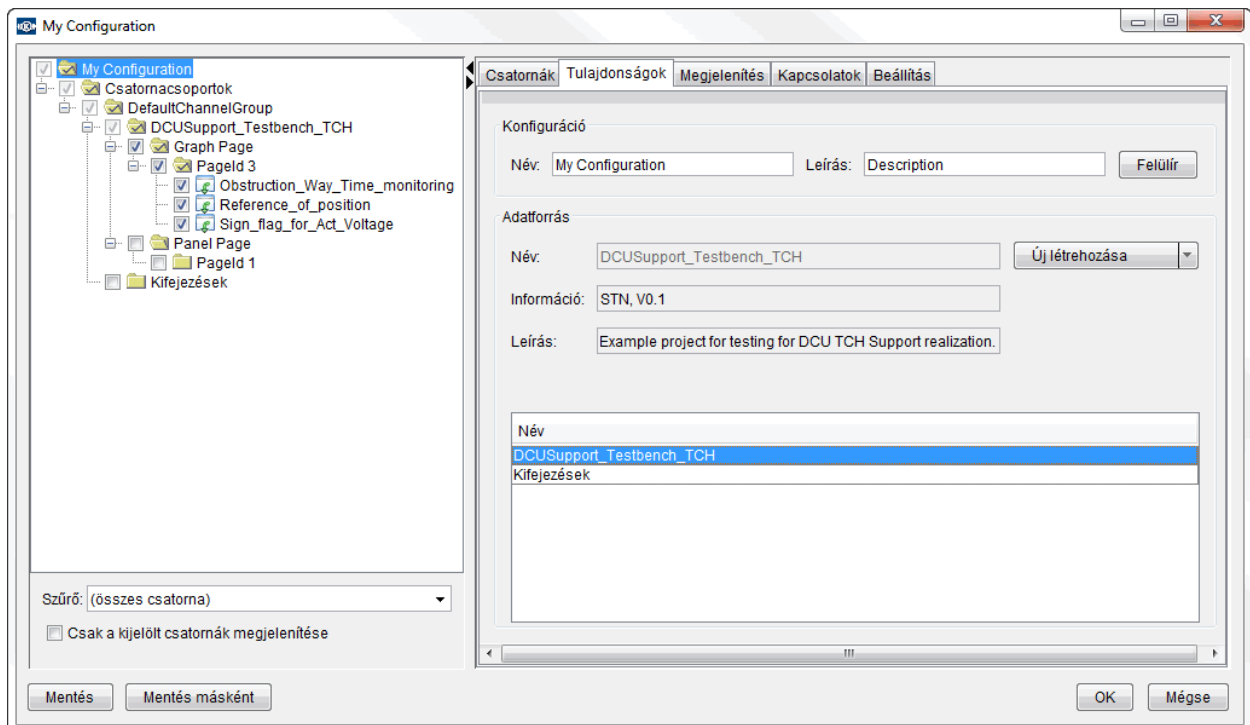 My Configuration
My Configuration
Csatornacsoportok
DefaultChannelGroup
DCUSupport_Testbench_TCH
Graph Page
PageId 3
Obstruction_Way_Time_monitoring
Reference_of_position
Sign_flag_for_Act_Voltage
Panel Page
PageId 1
Kifejezések
Szűrő: (összes csatorna)
Csak a kijelölt csatornák megjelenítése
Csatornák Tulajdonságok Megjelenítés Kapcsolatok Beállítás
Konfiguráció
Név: My Configuration Leírás: Description Felülír
Adatforrás
Név: DCUSupport_Testbench_TCH Új létrehozása
Információ: STN, V0.1
Leírás: Example project for testing for DCU TCH Support realization.
Név
DCUSupport_Testbench_TCH
Kifejezések
Mentés Mentés másként OK Mégse